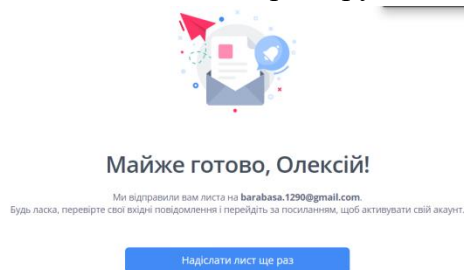 Майже готово, Олексій!
Ми відправили вам листа на barabasa.1290@gmail.com.
Будь ласка, перевірте свої вхідні повідомлення і перейдіть за посиланням, щоб активувати свій акаунт.
Надіслати лист ще раз